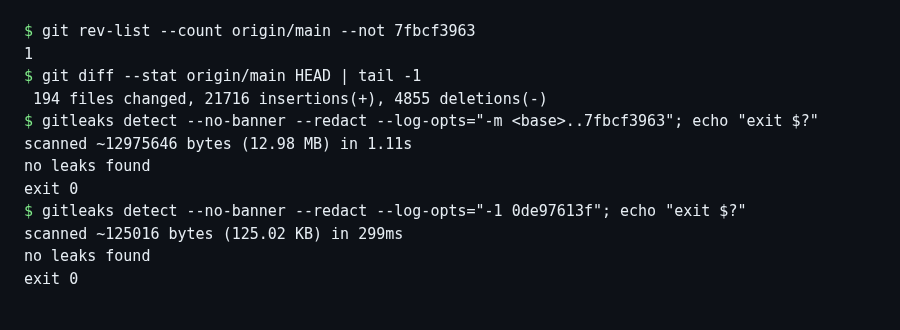 $ git rev-list --count origin/main --not 7fbcf3963
1
$ git diff --stat origin/main HEAD | tail -1
 194 files changed, 21716 insertions(+), 4855 deletions(-)
$ gitleaks detect --no-banner --redact --log-opts="-m <base>..7fbcf3963"; echo "exit $?"
scanned ~12975646 bytes (12.98 MB) in 1.11s
no leaks found
exit 0
$ gitleaks detect --no-banner --redact --log-opts="-1 0de97613f"; echo "exit $?"
scanned ~125016 bytes (125.02 KB) in 299ms
no leaks found
exit 0